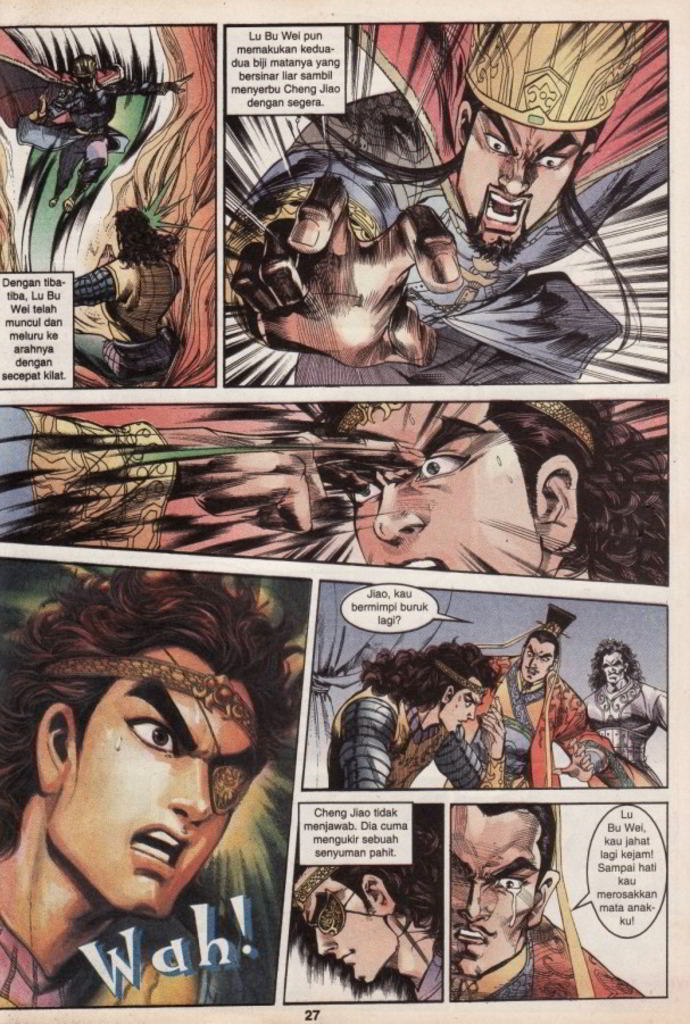 Lu Bu Wei pun
memakukan kedua-
dua biji matanya yang
bersinar liar sambil
menyerbu Cheng Jiao
dengan segera.
Dengan tiba-
tiba, Lu Bu
Wei telah
muncul dan
meluru ke
arahnya
dengan
secepat kilat.
Wah!
Jiao, kau
bermimpi buruk
lagi?
Cheng Jiao tidak
menjawab. Dia cuma
mengukir sebuah
senyuman pahit.
Lu
Bu Wei,
kau jahat
lagi kejam!
Sampai hati
kau
merosakkan
mata anak-
ku!
27